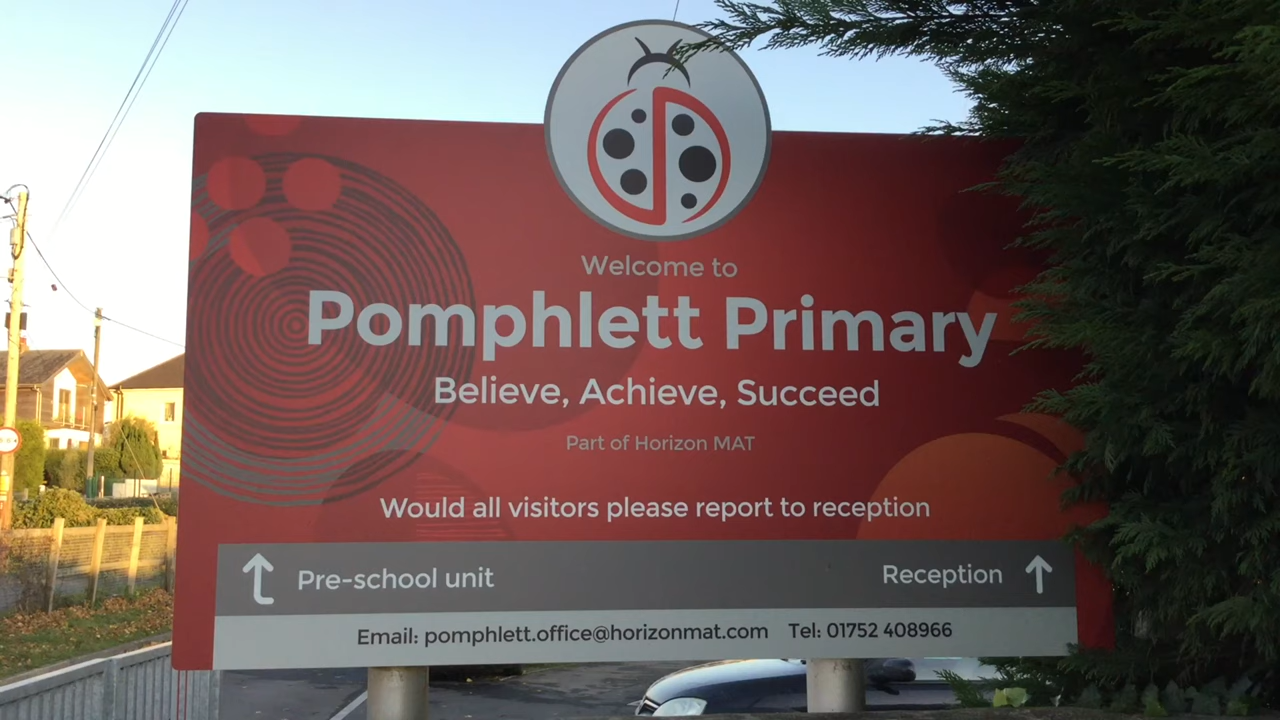 Welcome to
Pomphlett Primary
Believe, Achieve, Succeed
Part of Horizon MAT
Would all visitors please report to reception
Pre-school unit
Reception
Email: pomphlett.office@horizonmat.com Tel: 01752 408966